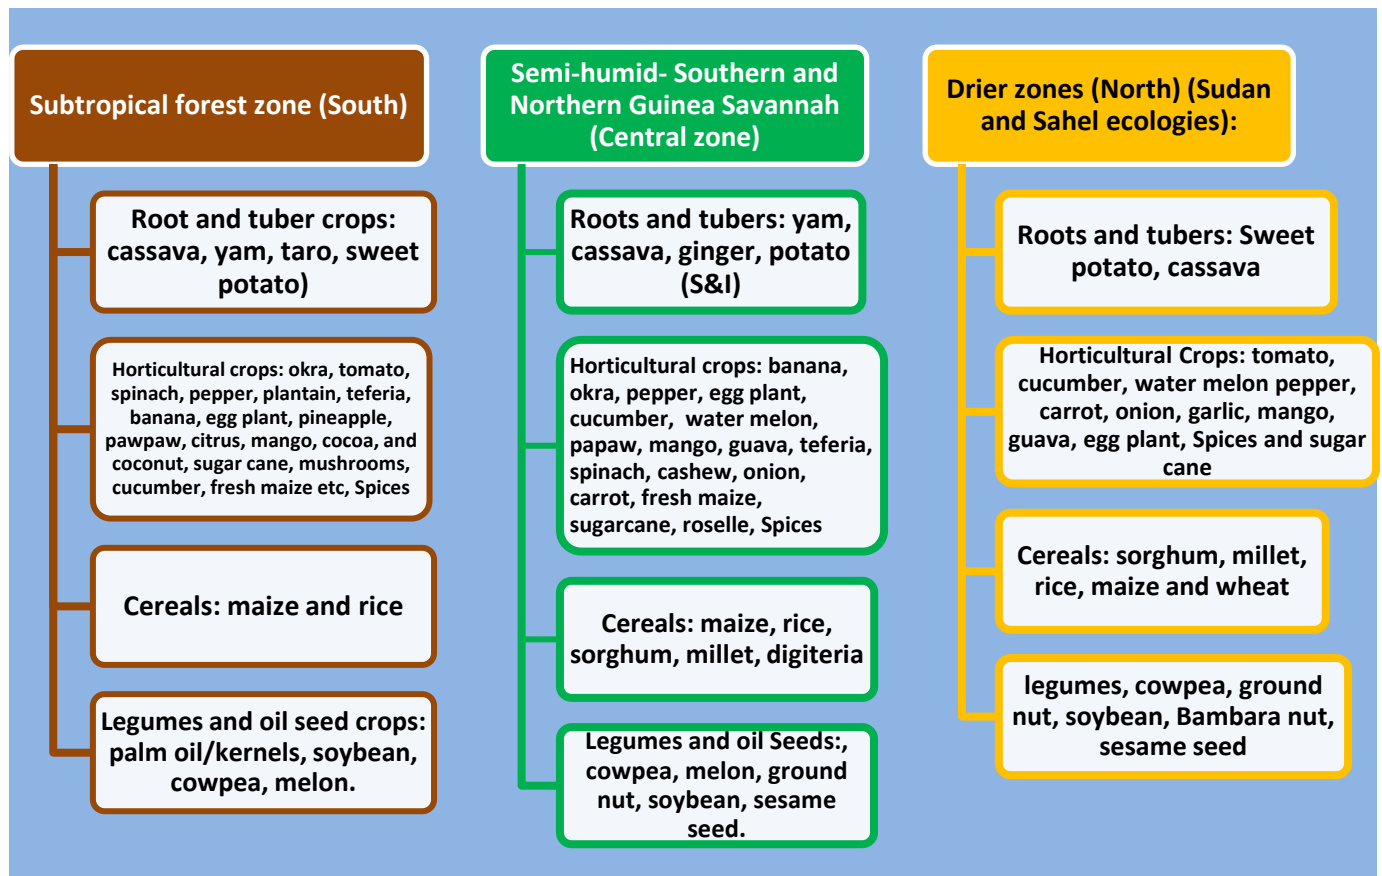 Subtropical forest zone (South)
Root and tuber crops:
cassava, yam, taro, sweet
potato)
Horticultural crops: okra, tomato,
spinach, pepper, plantain, teferia,
banana, egg plant, pineapple,
pawpaw, citrus, mango, cocoa, and
coconut, sugar cane, mushrooms,
cucumber, fresh maize etc, Spices
Cereals: maize and rice
Legumes and oil seed crops:
palm oil/kernels, soybean,
cowpea, melon.
Semi-humid- Southern and
Northern Guinea Savannah
(Central zone)
Roots and tubers: yam,
cassava, ginger, potato
(S&I)
Horticultural crops: banana,
okra, pepper, egg plant,
cucumber, water melon,
papaw, mango, guava, teferia,
spinach, cashew, onion,
carrot, fresh maize,
sugarcane, roselle, Spices
Cereals: maize, rice,
sorghum, millet, digiteria
Legumes and oil Seeds:,
cowpea, melon, ground
nut, soybean, sesame
seed.
Drier zones (North) (Sudan
and Sahel ecologies):
Roots and tubers: Sweet
potato, cassava
Horticultural Crops: tomato,
cucumber, water melon pepper,
carrot, onion, garlic, mango,
guava, egg plant, Spices and sugar
cane
Cereals: sorghum, millet,
rice, maize and wheat
legumes, cowpea, ground
nut, soybean, Bambara nut,
sesame seed